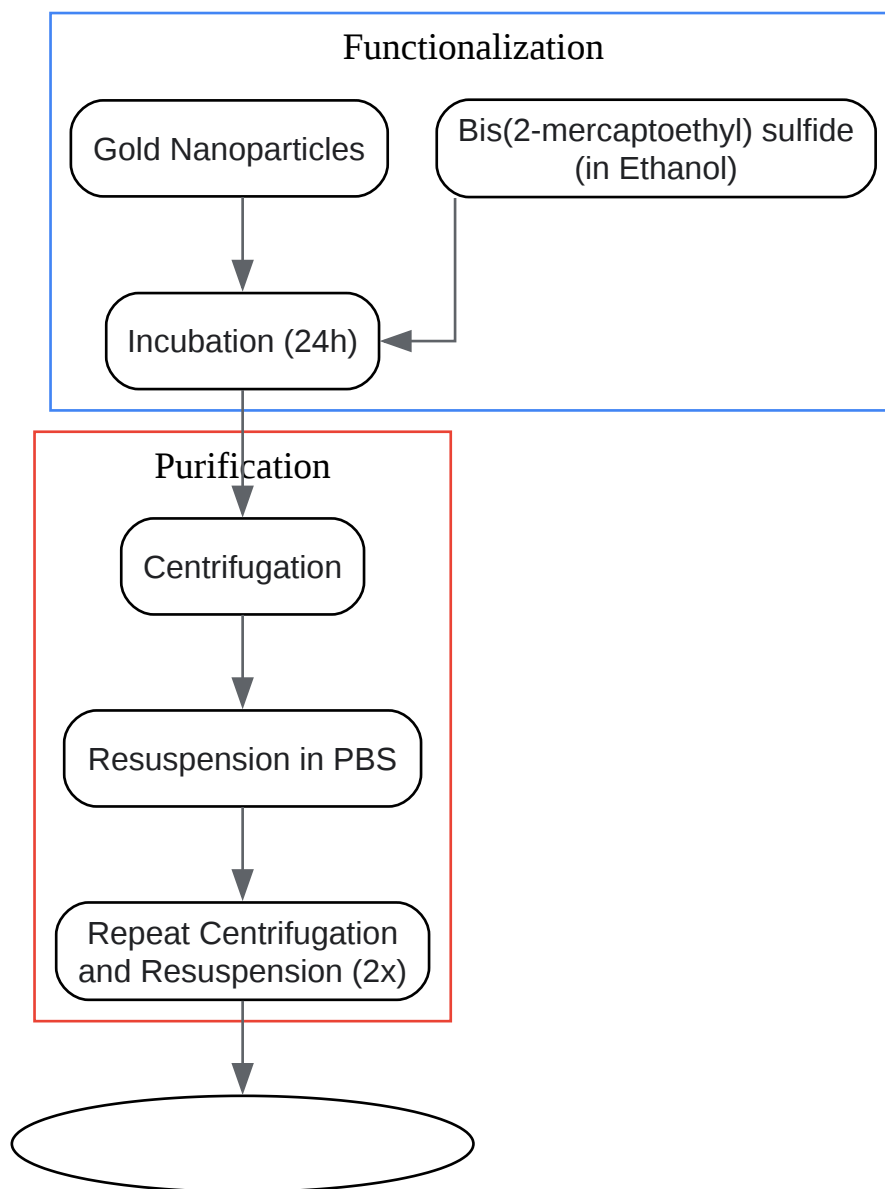 Functionalization
Gold Nanoparticles
Bis(2-mercaptoethyl) sulfide
(in Ethanol)
Incubation (24h)
Purification
Centrifugation
Resuspension in PBS
Repeat Centrifugation
and Resuspension (2x)